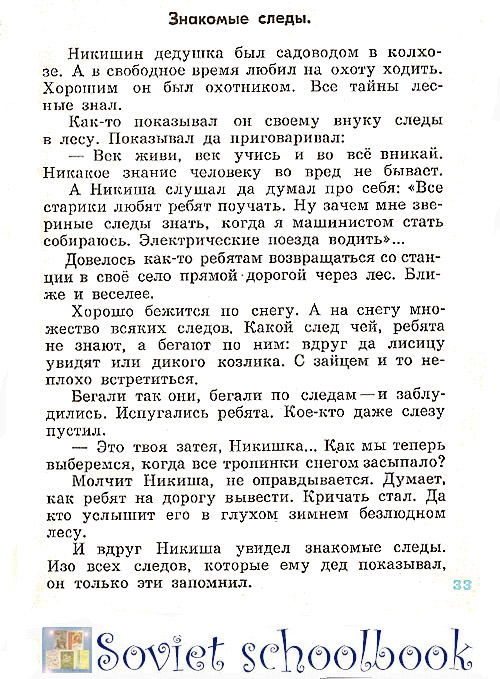 Знакомые следы.
Никишин дедушка был садоводом в колхо-
зе. А в свободное время любил на охоту ходить.
Хорошим он был охотником. Все тайны лес-
ные знал.
Как-то показывал он своему внуку следы
в лесу. Показывал да приговаривал:
— Век живи, век учись и во всё вникай.
Никакое знание человеку во вред не бывает.
А Никиша слушал да думал про себя: «Все
старики любят ребят поучать. Ну зачем мне зве-
риные следы знать, когда я машинистом стать
собираюсь. Электрические поезда водить»...
Довелось как-то ребятам возвращаться со стан-
ции в своё село прямой дорогой через лес. Бли-
же и веселее.
Хорошо бежится по снегу. А на снегу мно-
жество всяких следов. Какой след чей, ребята
не знают, а бегают по ним: вдруг да лисицу
увидят или дикого козлика. С зайцем и то не-
плохо встретиться.
Бегали так они, бегали по следам — и заблу-
дились. Испугались ребята. Кое-кто даже слезу
пустил.
— Это твоя затея, Никишка... Как мы теперь
выберемся, когда все тропинки снегом засыпало?
Молчит Никиша, не оправдывается. Думает,
как ребят на дорогу вывести. Кричать стал. Да
кто услышит его в глухом зимнем безлюдном
лесу.
И вдруг Никиша увидел знакомые следы.
Изо всех следов, которые ему дед показывал,
он только эти запомнил.
33
Soviet schoolbook